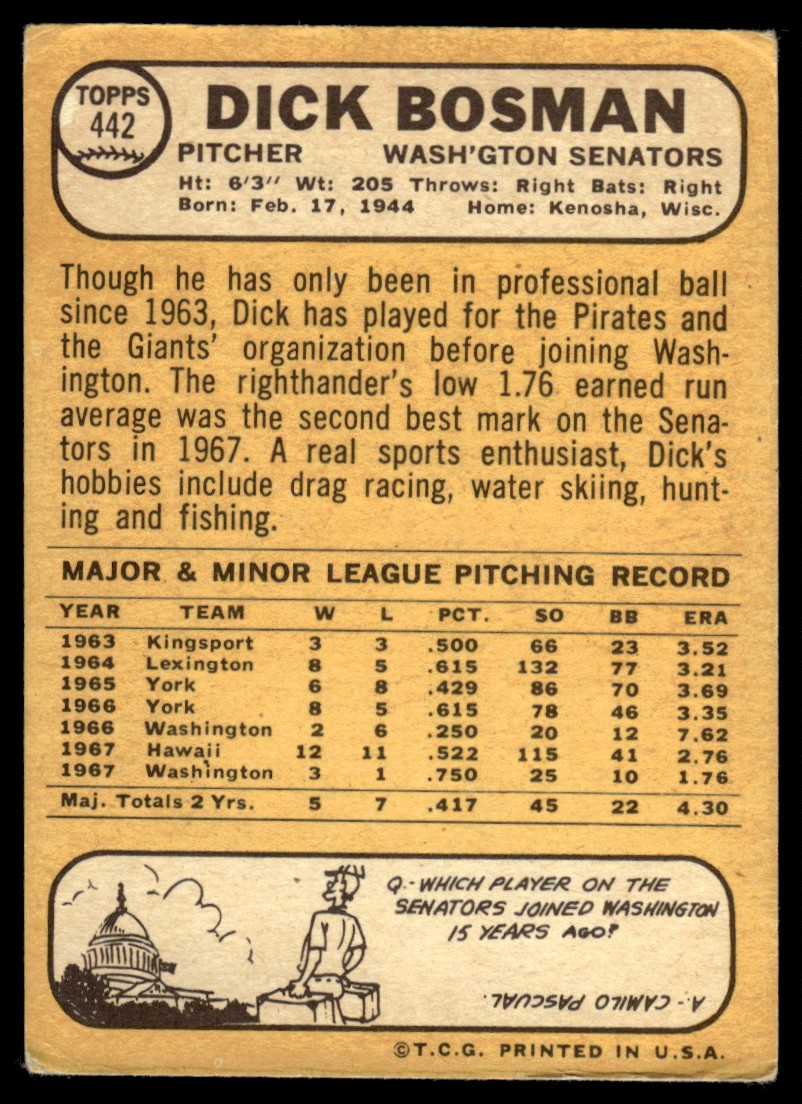 TOPPS
442
DICK BOSMAN
PITCHER WASH'GTON SENATORS
Ht: 6'3" Wt: 205 Throws: Right Bats: Right
Born: Feb. 17, 1944 Home: Kenosha, Wisc.
Though he has only been in professional ball
since 1963, Dick has played for the Pirates and
the Giants' organization before joining Wash-
ington. The righthander's low 1.76 earned run
average was the second best mark on the Sena-
tors in 1967. A real sports enthusiast, Dick's
hobbies include drag racing, water skiing, hunt-
ing and fishing.
MAJOR & MINOR LEAGUE PITCHING RECORD
YEAR TEAM W L PCT. SO BB ERA
1963 Kingsport 3 3 .500 66 23 3.52
1964 Lexington 8 5 .615 132 77 3.21
1965 York 6 8 .429 86 70 3.69
1966 York 8 5 .615 78 46 3.35
1966 Washington 2 6 .250 20 12 7.62
1967 Hawaii 12 11 .522 115 41 2.76
1967 Washington 3 1 .750 25 10 1.76
Maj. Totals 2 Yrs. 5 7 .417 45 22 4.30
Q.- WHICH PLAYER ON THE
SENATORS JOINED WASHINGTON
15 YEARS AGO?
A.- CAMILO PASCUAL.
©T.C.G. PRINTED IN U.S.A.